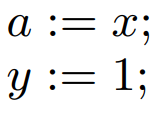 a := x;
y := 1;